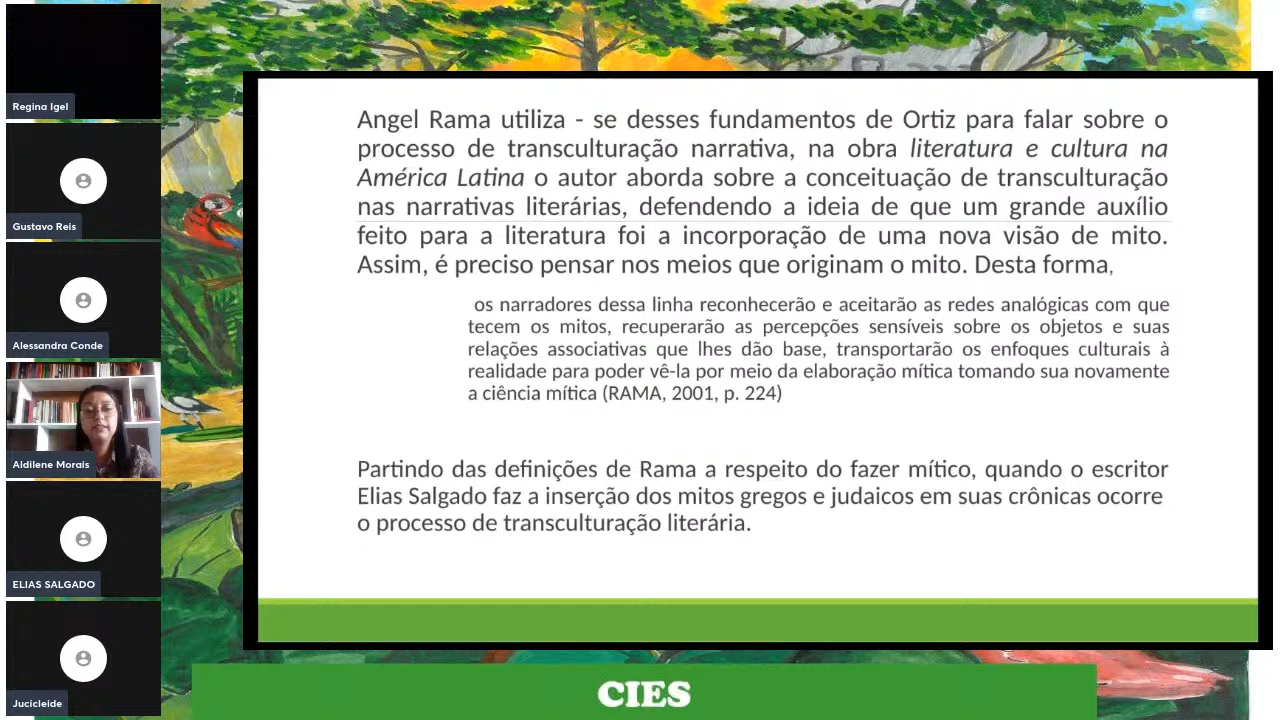 Regina Igel
Gustavo Reis
Alessandra Conde
Aldilene Morais
ELIAS SALGADO
Jucicleide
Angel Rama utiliza - se desses fundamentos de Ortiz para falar sobre o
processo de transculturação narrativa, na obra literatura e cultura na
América Latina o autor aborda sobre a conceituação de transculturação
nas narrativas literárias, defendendo a ideia de que um grande auxílio
feito para a literatura foi a incorporação de uma nova visão de mito.
Assim, é preciso pensar nos meios que originam o mito. Desta forma,
os narradores dessa linha reconhecerão e aceitarão as redes analógicas com que
tecem os mitos, recuperarão as percepções sensíveis sobre os objetos e suas
relações associativas que lhes dão base, transportarão os enfoques culturais à
realidade para poder vê-la por meio da elaboração mítica tomando sua novamente
a ciência mítica (RAMA, 2001, p. 224)
Partindo das definições de Rama a respeito do fazer mítico, quando o escritor
Elias Salgado faz a inserção dos mitos gregos e judaicos em suas crônicas ocorre
o processo de transculturação literária.
CIES